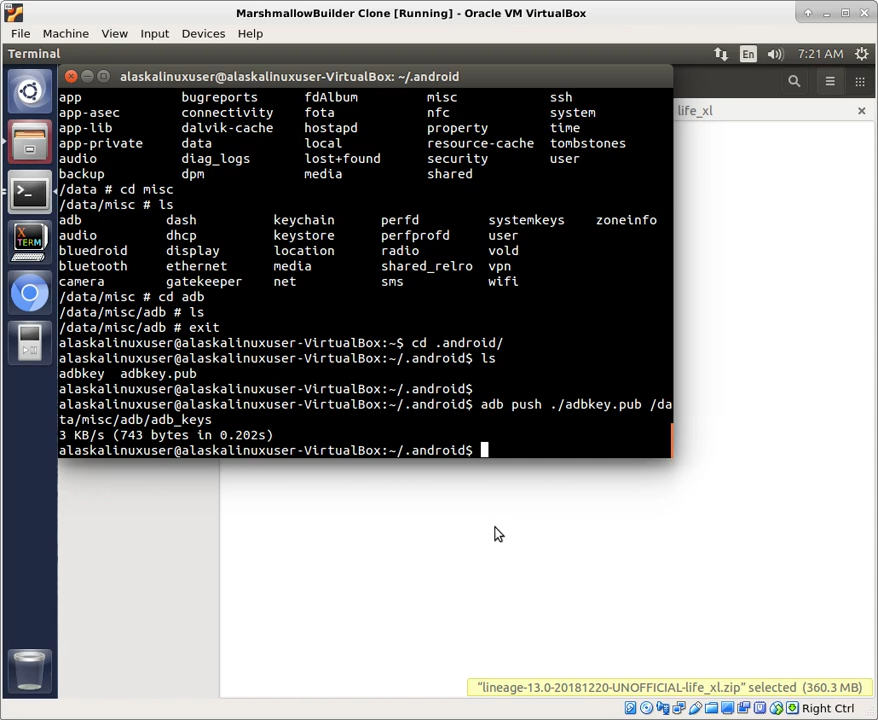 MarshmallowBuilder Clone [Running] - Oracle VM VirtualBox
File Machine View Input Devices Help
Terminal
En
7:21 AM
alaskalinuxuser@alaskalinuxuser-VirtualBox: ~/.android
life_xl
app bugreports fdAlbum misc ssh
app-asec connectivity fota nfc system
app-lib dalvik-cache hostapd property time
app-private data local resource-cache tombstones
audio diag_logs lost+found security user
backup dpm media shared
/data # cd misc
/data/misc # ls
adb dash keychain perfd systemkeys zoneinfo
audio dhcp keystore perfprofd user
bluedroid display location radio vold
bluetooth ethernet media shared_relro vpn
camera gatekeeper net sms wifi
/data/misc # cd adb
/data/misc/adb # ls
/data/misc/adb # exit
alaskalinuxuser@alaskalinuxuser-VirtualBox:~$ cd .android/
alaskalinuxuser@alaskalinuxuser-VirtualBox:~/.android$ ls
adbkey adbkey.pub
alaskalinuxuser@alaskalinuxuser-VirtualBox:~/.android$
alaskalinuxuser@alaskalinuxuser-VirtualBox:~/.android$ adb push ./adbkey.pub /da
ta/misc/adb/adb_keys
3 KB/s (743 bytes in 0.202s)
alaskalinuxuser@alaskalinuxuser-VirtualBox:~/.android$
X
TERM
"lineage-13.0-20181220-UNOFFICIAL-life_xl.zip" selected (360.3 MB)
Right Ctrl